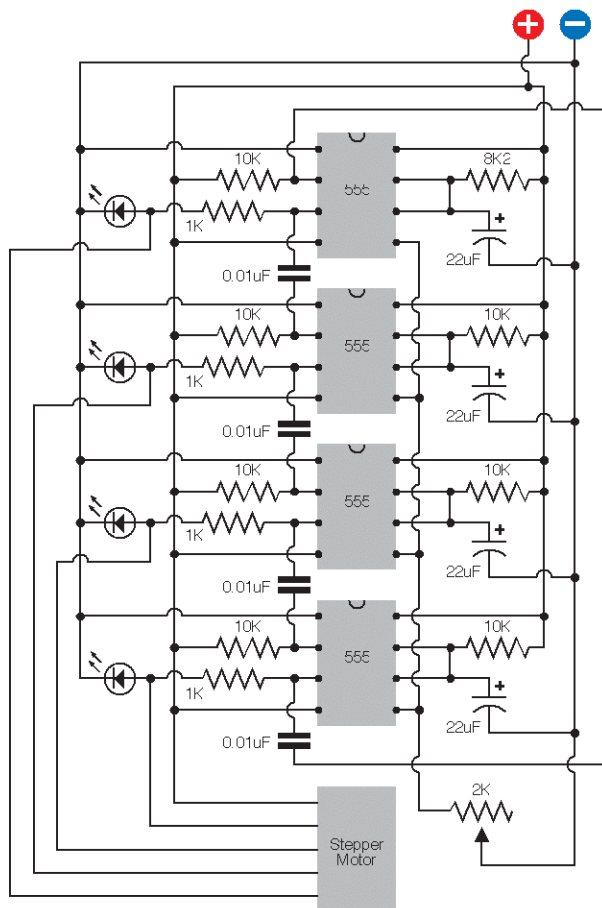 + −
10K
8K2
555
+
1K
22uF
0.01uF
10K
10K
555
+
1K
22uF
0.01uF
10K
10K
555
+
1K
22uF
0.01uF
10K
10K
555
+
1K
22uF
0.01uF
2K
Stepper
Motor